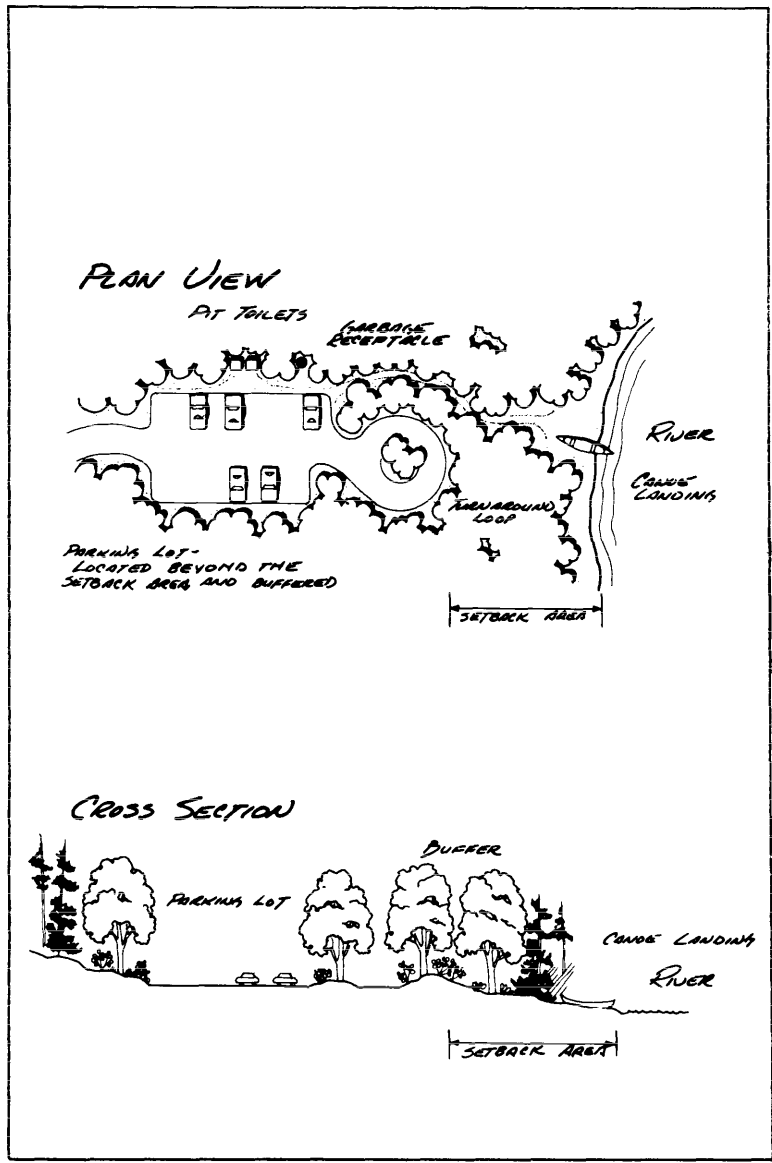 PLAN VIEW
PIT TOILETS
GARBAGE
RECEPTACLE
RIVER
CANOE
LANDING
TURNAROUND
LOOP
PARKING LOT-
LOCATED BEYOND THE
SETBACK AREA AND BUFFERED
SETBACK AREA
CROSS SECTION
BUFFER
PARKING LOT
CANOE LANDING
RIVER
SETBACK AREA